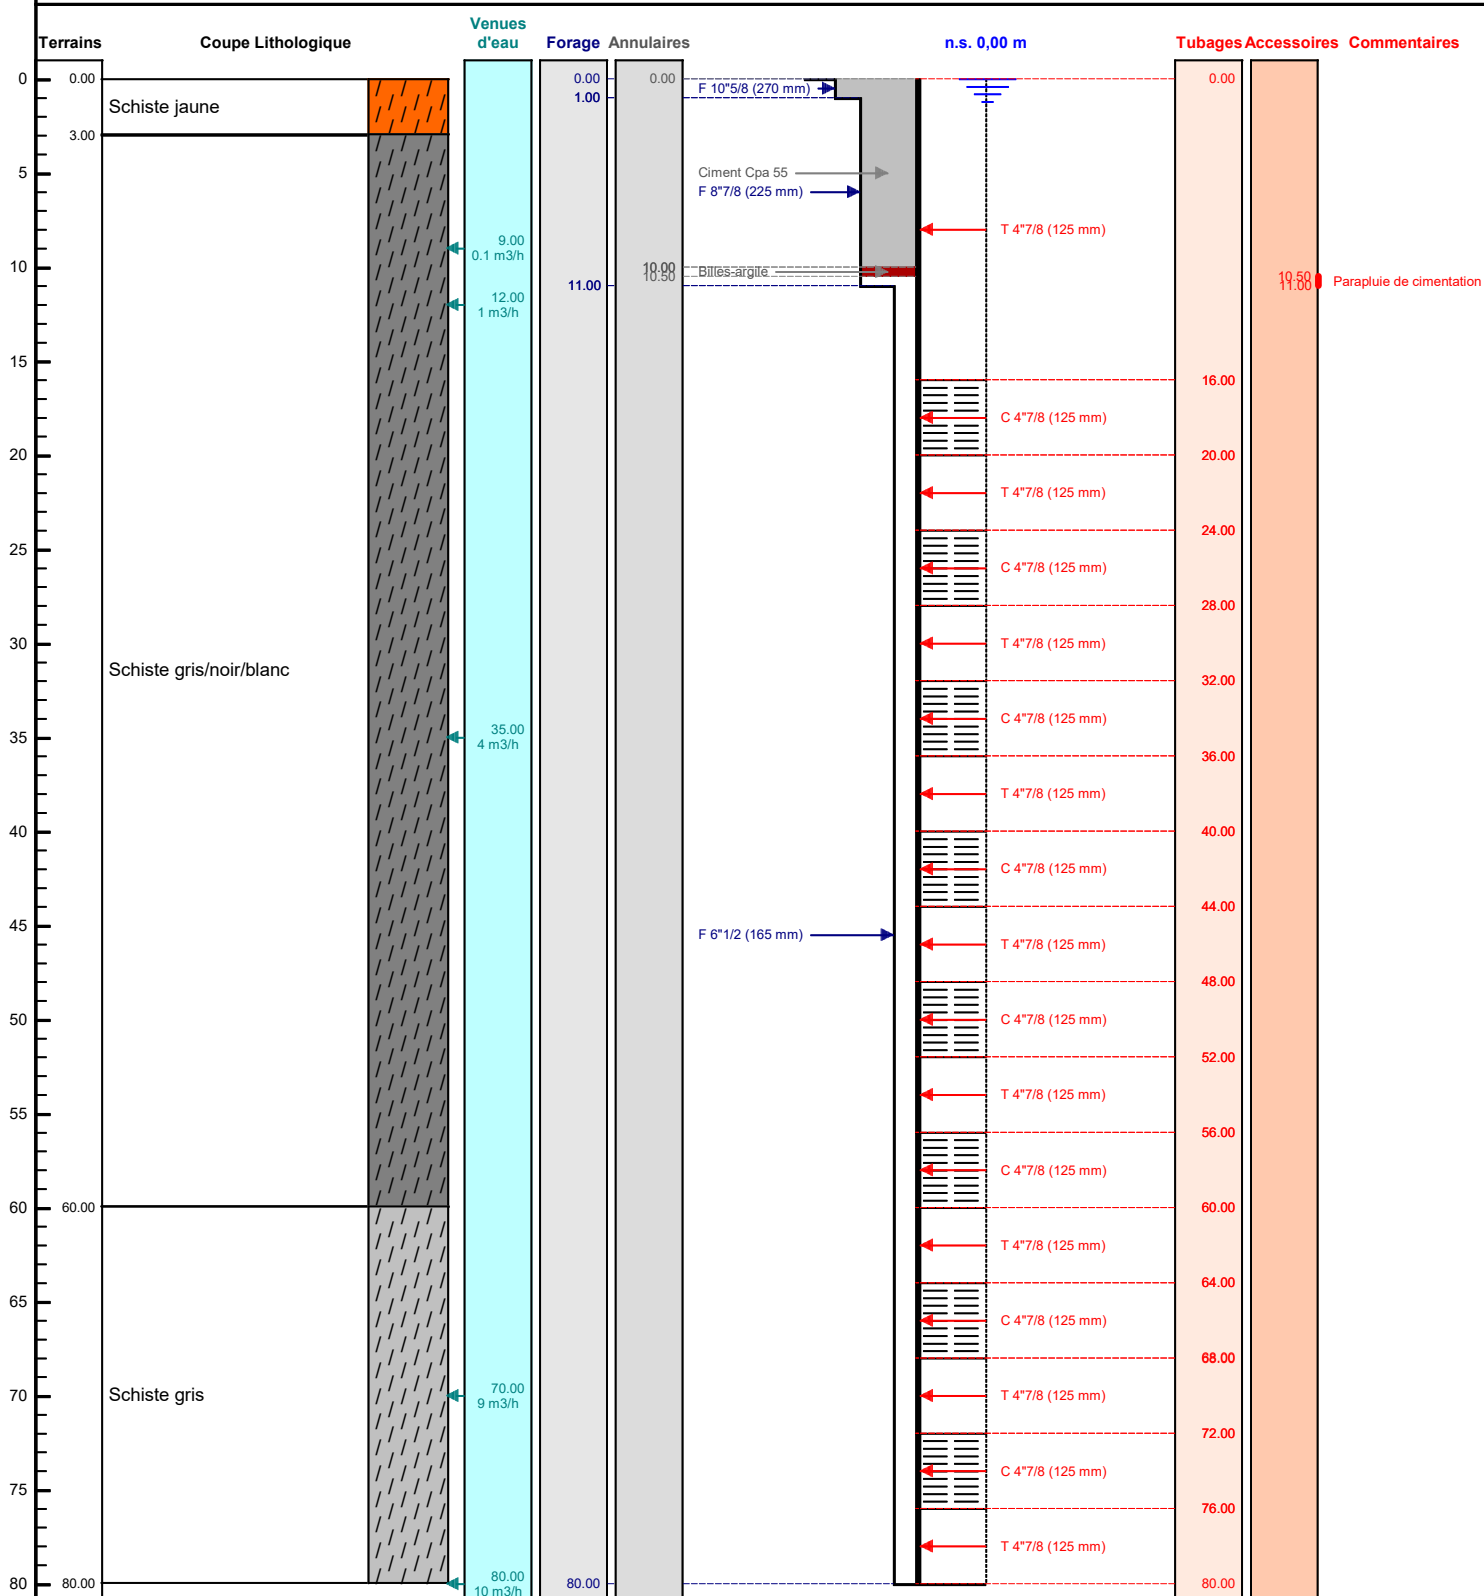 Venues
Terrains Coupe Lithologique d'eau Forage Annulaires n.s. 0,00 m Tubages Accessoires Commentaires
0 0.00 0.00 0.00 0.00
F 10"5/8 (270 mm)
1.00
Schiste jaune
3.00
5 Ciment Cpa 55
F 8"7/8 (225 mm)
T 4"7/8 (125 mm)
9.00
0.1 m3/h
10 10.00 Billes-argile
10.50 10.50
11.00 11.00 Parapluie de cimentation
12.00
1 m3/h
15
16.00
C 4"7/8 (125 mm)
20 20.00
T 4"7/8 (125 mm)
24.00
25
C 4"7/8 (125 mm)
28.00
30 T 4"7/8 (125 mm)
Schiste gris/noir/blanc
32.00
C 4"7/8 (125 mm)
35 35.00
4 m3/h
36.00
T 4"7/8 (125 mm)
40 40.00
C 4"7/8 (125 mm)
44.00
45 F 6"1/2 (165 mm)
T 4"7/8 (125 mm)
48.00
50 C 4"7/8 (125 mm)
52.00
T 4"7/8 (125 mm)
55
56.00
C 4"7/8 (125 mm)
60 60.00 60.00
T 4"7/8 (125 mm)
64.00
65
C 4"7/8 (125 mm)
68.00
70 Schiste gris 70.00 T 4"7/8 (125 mm)
9 m3/h
72.00
C 4"7/8 (125 mm)
75
76.00
T 4"7/8 (125 mm)
80 80.00 80.00 80.00 80.00
10 m3/h